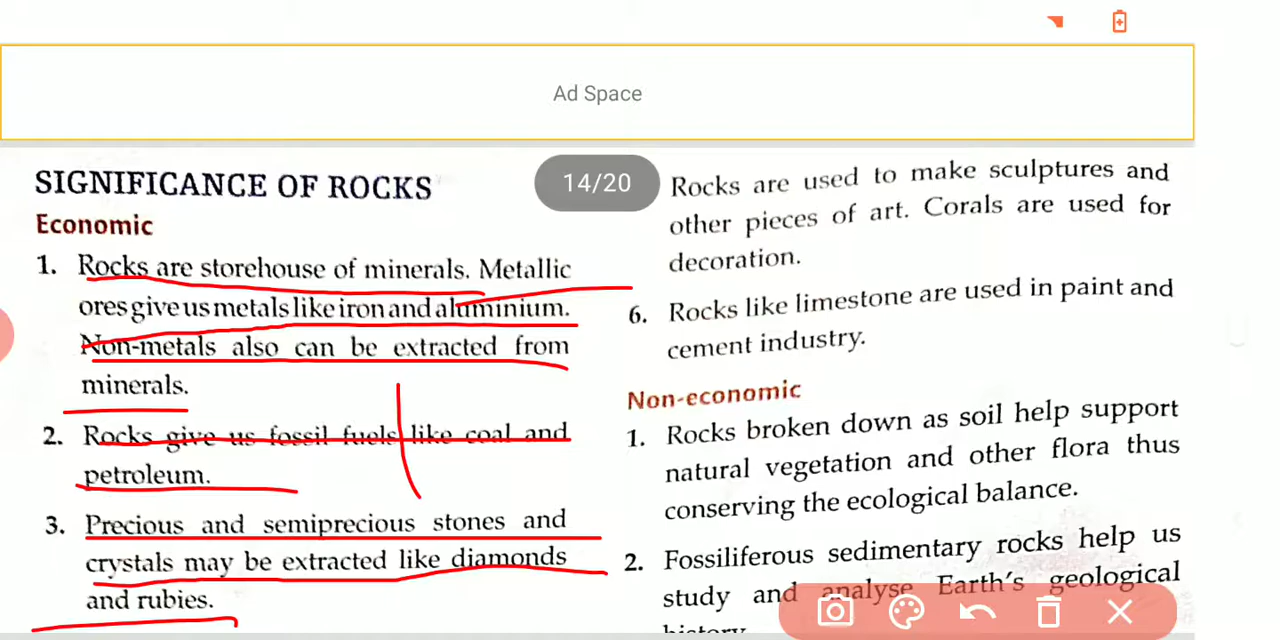 Ad Space
14/20
SIGNIFICANCE OF ROCKS
Economic
1. Rocks are storehouse of minerals. Metallic
ores give us metals like iron and aluminium.
Non-metals also can be extracted from
minerals.
2. Rocks give us fossil fuels like coal and
petroleum.
3. Precious and semiprecious stones and
crystals may be extracted like diamonds
and rubies.
Rocks are used to make sculptures and
other pieces of art. Corals are used for
decoration.
6. Rocks like limestone are used in paint and
cement industry.
Non-economic
1. Rocks broken down as soil help support
natural vegetation and other flora thus
conserving the ecological balance.
2. Fossiliferous sedimentary rocks help us
study and analyse Earth's geological
history